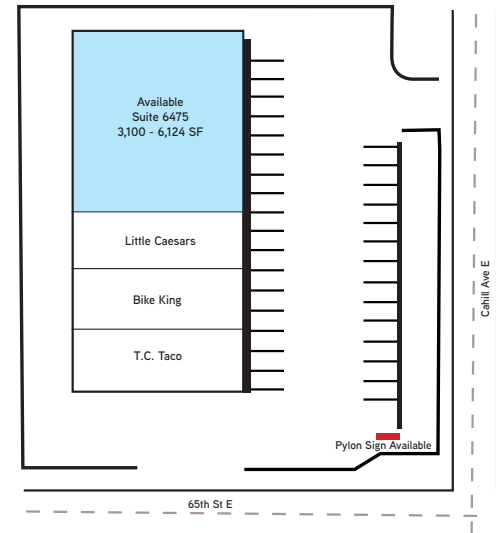 Available
Suite 6475
3,100 - 6,124 SF
Little Caesars
Bike King
T.C. Taco
Cahill Ave E
Pylon Sign Available
65th St E